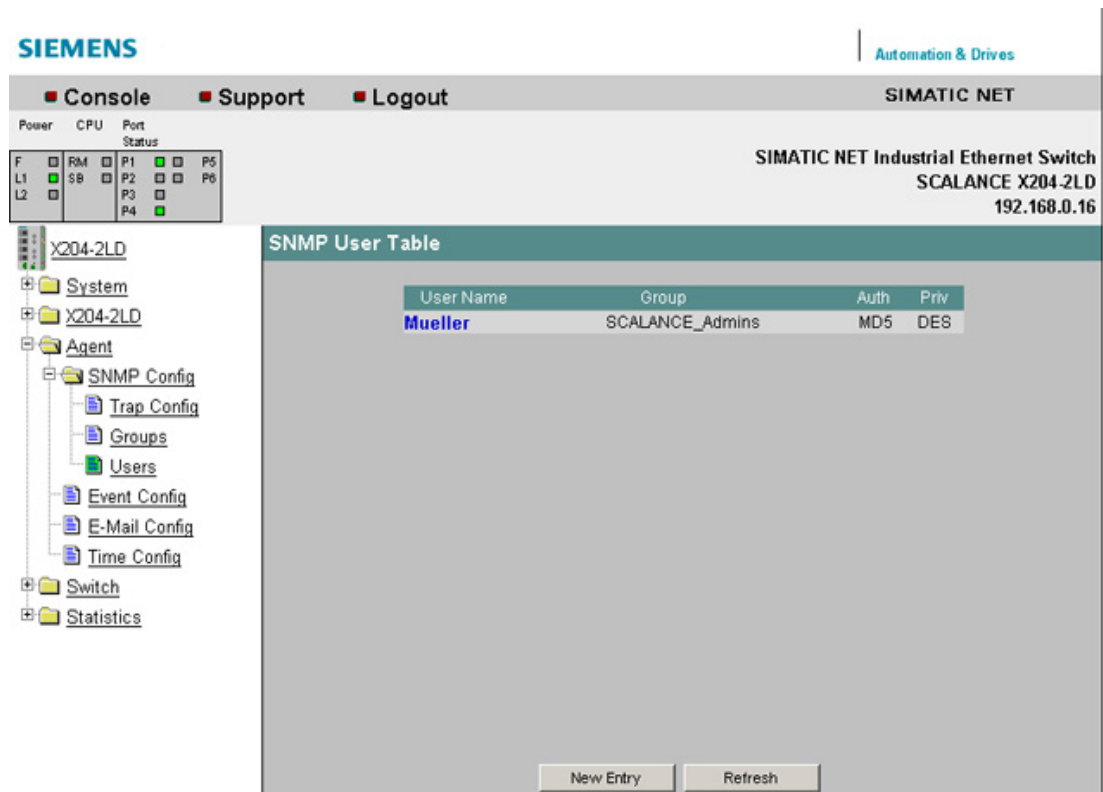 SIEMENS
Automation & Drives
Console Support Logout
SIMATIC NET
Power CPU Port Status
F RM P1 P5
L1 SB P2 P6
L2 P3
P4
SIMATIC NET Industrial Ethernet Switch
SCALANCE X204-2LD
192.168.0.16
X204-2LD
System
X204-2LD
Agent
SNMP Config
Trap Config
Groups
Users
Event Config
E-Mail Config
Time Config
Switch
Statistics
SNMP User Table
User Name Group Auth Priv
Mueller SCALANCE_Admins MD5 DES
New Entry Refresh